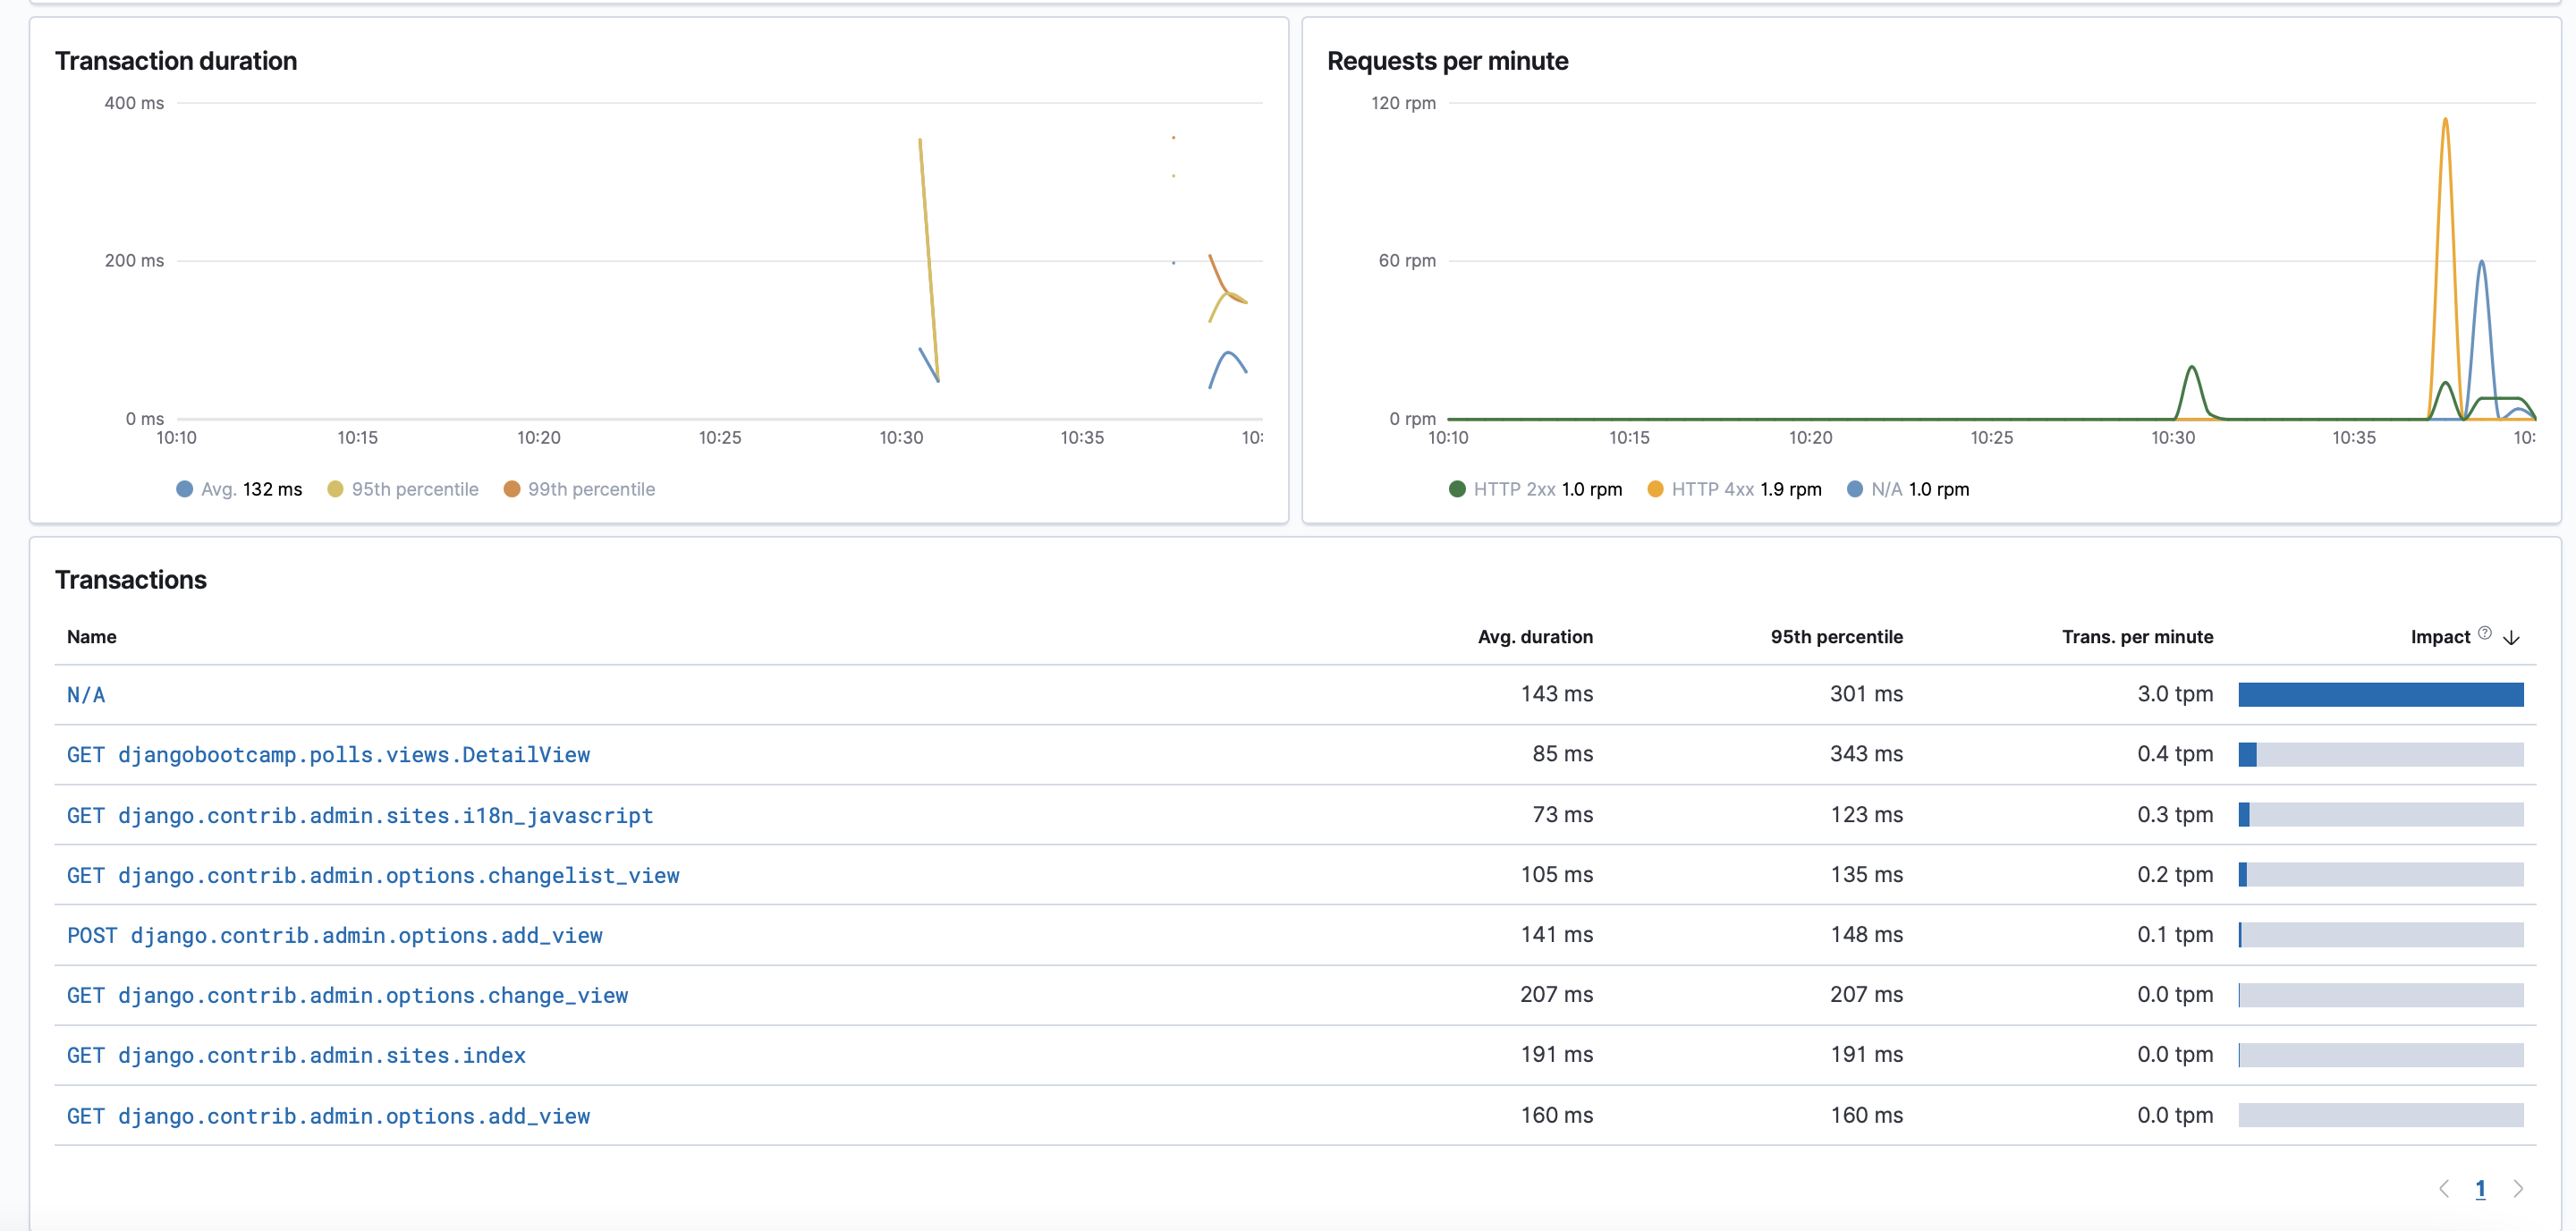 Transaction duration
400 ms
200 ms
0 ms
10:10 10:15 10:20 10:25 10:30 10:35 10:
Avg. 132 ms 95th percentile 99th percentile
Requests per minute
120 rpm
60 rpm
0 rpm
10:10 10:15 10:20 10:25 10:30 10:35 10:
HTTP 2xx 1.0 rpm HTTP 4xx 1.9 rpm N/A 1.0 rpm
Transactions
Name Avg. duration 95th percentile Trans. per minute Impact ?
N/A 143 ms 301 ms 3.0 tpm
GET djangobootcamp.polls.views.DetailView 85 ms 343 ms 0.4 tpm
GET django.contrib.admin.sites.i18n_javascript 73 ms 123 ms 0.3 tpm
GET django.contrib.admin.options.changelist_view 105 ms 135 ms 0.2 tpm
POST django.contrib.admin.options.add_view 141 ms 148 ms 0.1 tpm
GET django.contrib.admin.options.change_view 207 ms 207 ms 0.0 tpm
GET django.contrib.admin.sites.index 191 ms 191 ms 0.0 tpm
GET django.contrib.admin.options.add_view 160 ms 160 ms 0.0 tpm
1